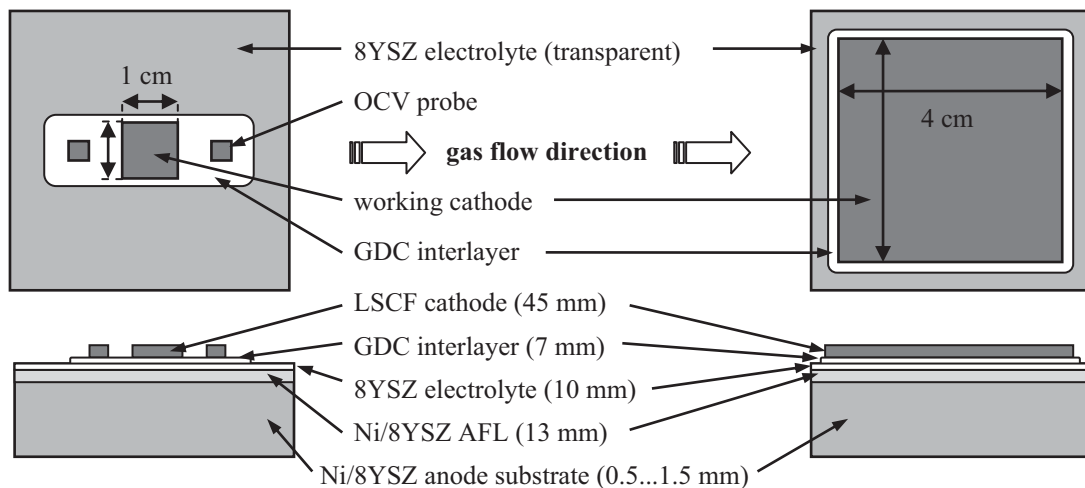 8YSZ electrolyte (transparent)
1 cm
OCV probe
4 cm
gas flow direction
working cathode
GDC interlayer
LSCF cathode (45 mm)
GDC interlayer (7 mm)
8YSZ electrolyte (10 mm)
Ni/8YSZ AFL (13 mm)
Ni/8YSZ anode substrate (0.5...1.5 mm)